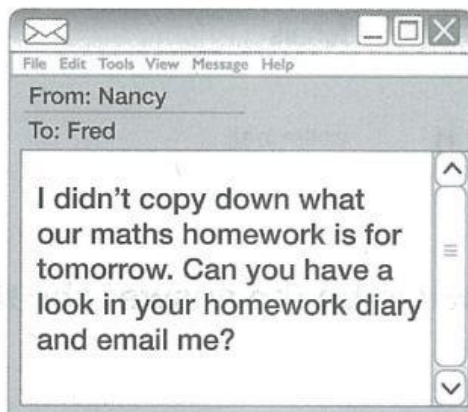 File Edit Tools View Message Help
From: Nancy
To: Fred
I didn't copy down what
our maths homework is for
tomorrow. Can you have a
look in your homework diary
and email me?